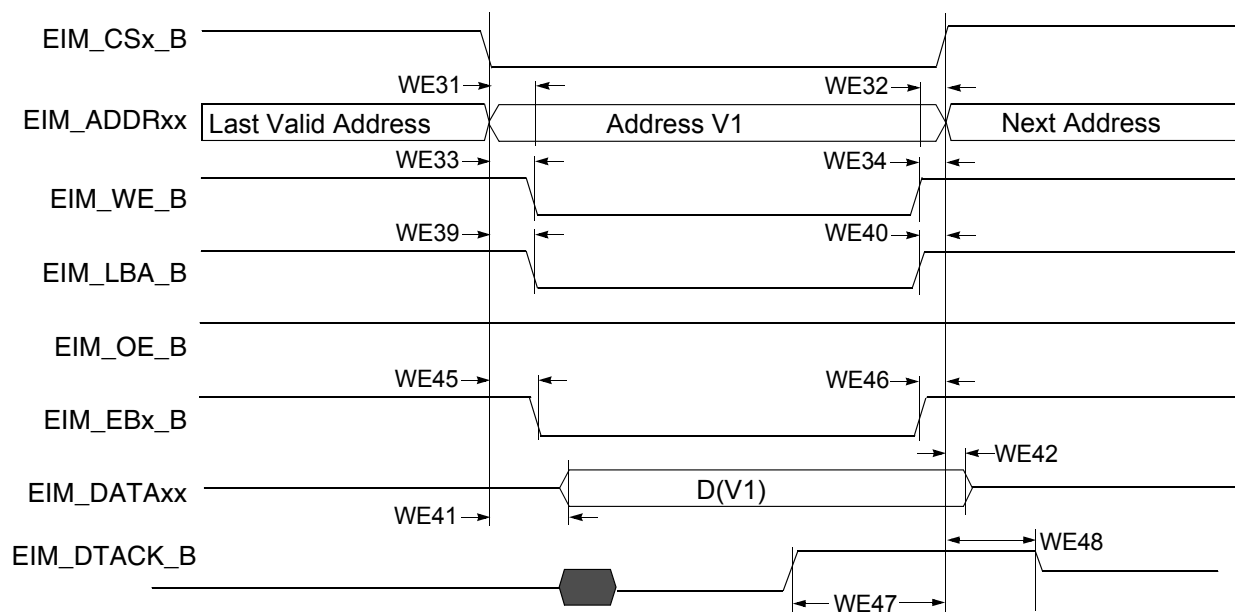 EIM_CSx_B
WE31
WE32
EIM_ADDRxx
Last Valid Address
Address V1
Next Address
WE33
WE34
EIM_WE_B
WE39
WE40
EIM_LBA_B
EIM_OE_B
WE45
WE46
EIM_EBx_B
WE42
EIM_DATAxx
D(V1)
WE41
EIM_DTACK_B
WE48
WE47